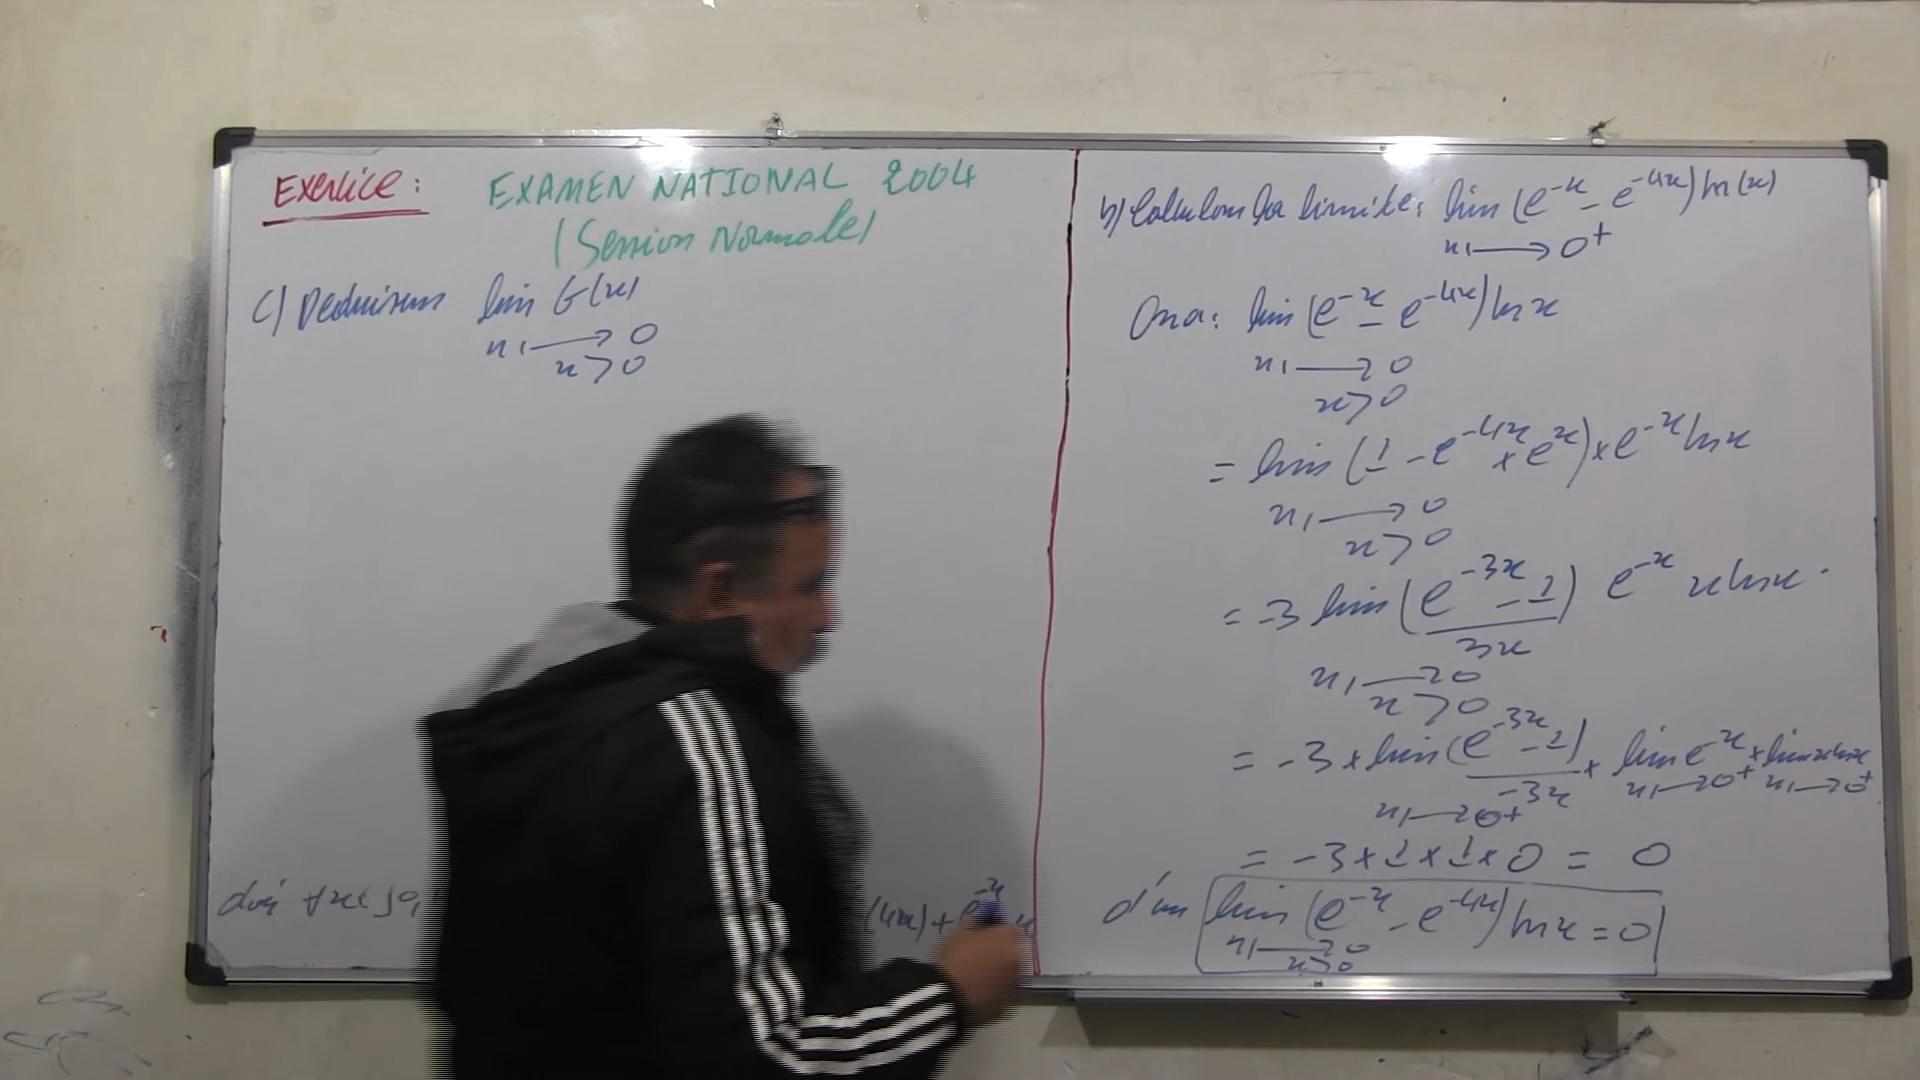 Exercice : EXAMEN NATIONAL 2004
(Session Normale)
c) Deduisons lim G(x)
x → 0
x > 0
d'où ∀x∈]0,
(4x) + e^-x
b) Calculons la limite: lim (e^-x - e^-4x) ln(x)
x → 0+
On a: lim (e^-x - e^-4x) ln x
x → 0
x > 0
= lim (1 - e^-4x × e^x) × e^-x ln x
x → 0
x > 0
= -3 lim ((e^-3x - 1) / 3x) e^-x x ln x.
x → 0
x > 0
= -3 × lim (e^-3x - 1) / -3x × lim e^-x × lim x ln x
x → 0+ x → 0+ x → 0+
= -3 × 1 × 1 × 0 = 0
d'où lim (e^-x - e^-4x) ln x = 0
x → 0
x > 0